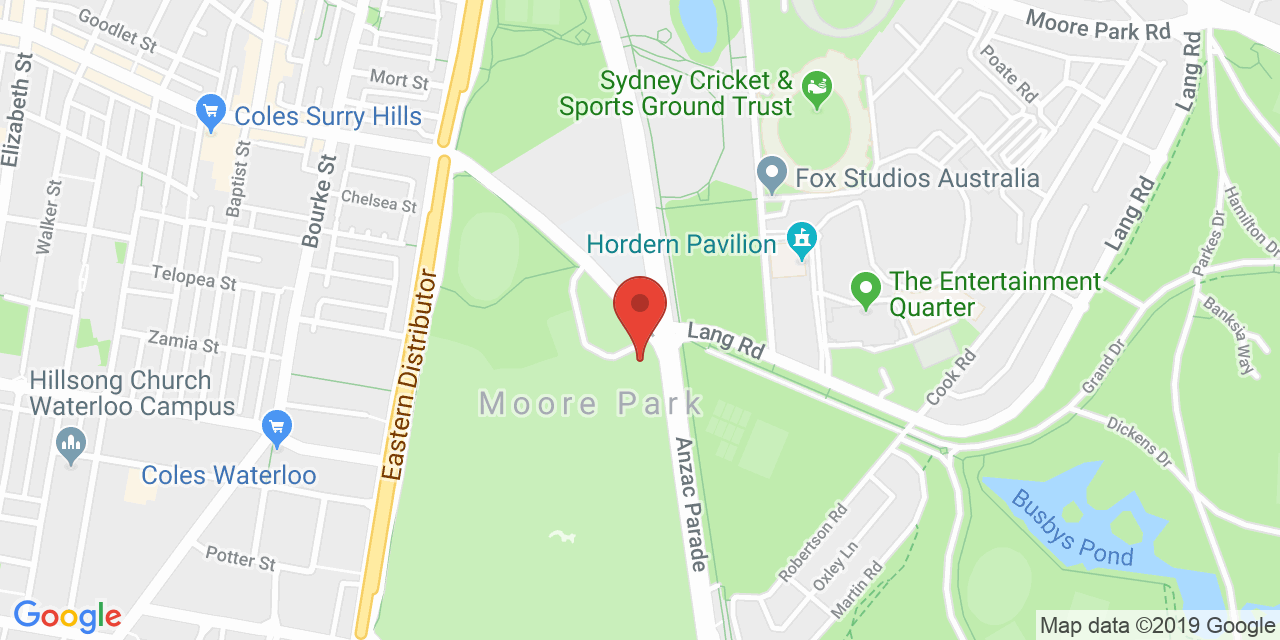 Goodlet St
Moore Park Rd
Elizabeth St
Mort St
Poate Rd
Lang Rd
Sydney Cricket &
Sports Ground Trust
Coles Surry Hills
Baptist St
Bourke St
Chelsea St
Fox Studios Australia
Walker St
Lang Rd
Hamilton Dr
Parkes Dr
Hordern Pavilion
Telopea St
The Entertainment
Quarter
Eastern Distributor
Zamia St
Lang Rd
Banksia Way
Grand Dr
Cook Rd
Hillsong Church
Waterloo Campus
Moore Park
Dickens Dr
Coles Waterloo
Anzac Parade
Busbys Pond
Robertson Rd
Oxley Ln
Martin Rd
Potter St
Google
Map data ©2019 Google